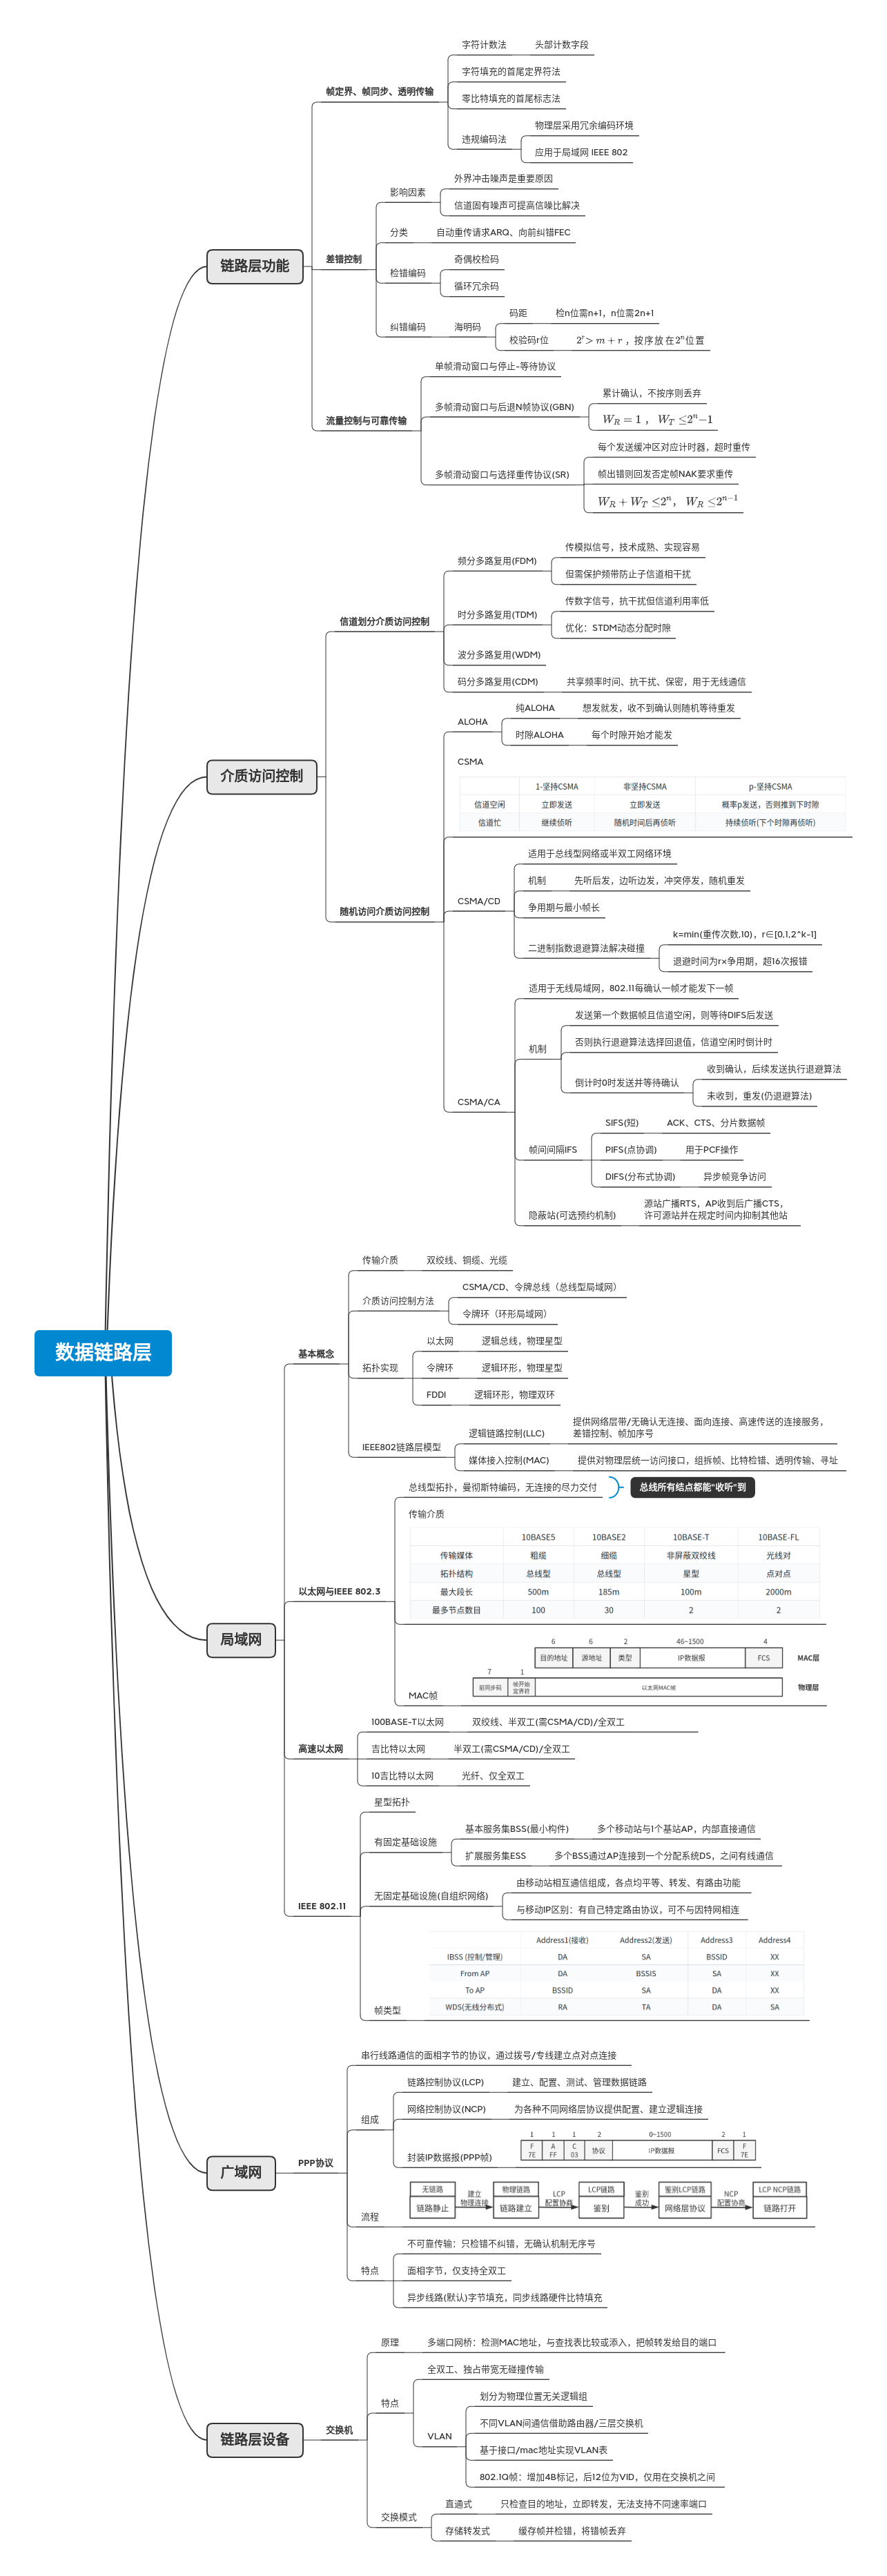 数据链路层
链路层功能
帧定界、帧同步、透明传输
字符计数法
头部计数字段
字符填充的首尾定界符法
零比特填充的首尾标志法
违规编码法
物理层采用冗余编码环境
应用于局域网 IEEE 802
差错控制
影响因素
外界冲击噪声是重要原因
信道固有噪声可提高信噪比解决
分类
自动重传请求ARQ、向前纠错FEC
检错编码
奇偶校检码
循环冗余码
纠错编码
海明码
码距
检n位需n+1，n位需2n+1
校验码r位
2^r > m + r ，按序放在2^n位置
流量控制与可靠传输
单帧滑动窗口与停止-等待协议
多帧滑动窗口与后退N帧协议(GBN)
累计确认，不按序则丢弃
W_R = 1 ， W_T ≤2^n−1
多帧滑动窗口与选择重传协议(SR)
每个发送缓冲区对应计时器，超时重传
帧出错则回发否定帧NAK要求重传
W_R + W_T ≤2^n， W_R ≤2^{n−1}
介质访问控制
信道划分介质访问控制
频分多路复用(FDM)
传模拟信号，技术成熟、实现容易
但需保护频带防止子信道相干扰
时分多路复用(TDM)
传数字信号，抗干扰但信道利用率低
优化：STDM动态分配时隙
波分多路复用(WDM)
码分多路复用(CDM)
共享频率时间、抗干扰、保密，用于无线通信
随机访问介质访问控制
ALOHA
纯ALOHA
想发就发，收不到确认则随机等待重发
时隙ALOHA
每个时隙开始才能发
CSMA
1-坚持CSMA 非坚持CSMA p-坚持CSMA
信道空闲 立即发送 立即发送 概率p发送，否则推到下时隙
信道忙 继续侦听 随机时间后再侦听 持续侦听(下个时隙再侦听)
CSMA/CD
适用于总线型网络或半双工网络环境
机制
先听后发，边听边发，冲突停发，随机重发
争用期与最小帧长
二进制指数退避算法解决碰撞
k=min(重传次数,10)，r∈[0,1,2^k-1]
退避时间为r×争用期，超16次报错
CSMA/CA
适用于无线局域网，802.11每确认一帧才能发下一帧
机制
发送第一个数据帧且信道空闲，则等待DIFS后发送
否则执行退避算法选择回退值，信道空闲时倒计时
倒计时0时发送并等待确认
收到确认，后续发送执行退避算法
未收到，重发(仍退避算法)
帧间间隔IFS
SIFS(短)
ACK、CTS、分片数据帧
PIFS(点协调)
用于PCF操作
DIFS(分布式协调)
异步帧竞争访问
隐蔽站(可选预约机制)
源站广播RTS，AP收到后广播CTS，
许可源站并在规定时间内抑制其他站
局域网
基本概念
传输介质
双绞线、铜缆、光缆
介质访问控制方法
CSMA/CD、令牌总线（总线型局域网）
令牌环（环形局域网）
拓扑实现
以太网
逻辑总线，物理星型
令牌环
逻辑环形，物理星型
FDDI
逻辑环形，物理双环
IEEE802链路层模型
逻辑链路控制(LLC)
提供网络层带/无确认无连接、面向连接、高速传送的连接服务，
差错控制、帧加序号
媒体接入控制(MAC)
提供对物理层统一访问接口，组拆帧、比特检错、透明传输、寻址
以太网与IEEE 802.3
总线型拓扑，曼彻斯特编码，无连接的尽力交付
总线所有结点都能"收听"到
传输介质
10BASE5 10BASE2 10BASE-T 10BASE-FL
传输媒体 粗缆 细缆 非屏蔽双绞线 光线对
拓扑结构 总线型 总线型 星型 点对点
最大段长 500m 185m 100m 2000m
最多节点数目 100 30 2 2
MAC帧
6 6 2 46~1500 4
目的地址 源地址 类型 IP数据报 FCS MAC层
7 1
前同步码 帧开始
定界符 以太网MAC帧 物理层
高速以太网
100BASE-T以太网
双绞线、半双工(需CSMA/CD)/全双工
吉比特以太网
半双工(需CSMA/CD)/全双工
10吉比特以太网
光纤、仅全双工
IEEE 802.11
星型拓扑
有固定基础设施
基本服务集BSS(最小构件)
多个移动站与1个基站AP，内部直接通信
扩展服务集ESS
多个BSS通过AP连接到一个分配系统DS，之间有线通信
无固定基础设施(自组织网络)
由移动站相互通信组成，各点均平等、转发、有路由功能
与移动IP区别：有自己特定路由协议，可不与因特网相连
帧类型
Address1(接收) Address2(发送) Address3 Address4
IBSS (控制/管理) DA SA BSSID XX
From AP DA BSSIS SA XX
To AP BSSID SA DA XX
WDS(无线分布式) RA TA DA SA
广域网
PPP协议
串行线路通信的面相字节的协议，通过拨号/专线建立点对点连接
组成
链路控制协议(LCP)
建立、配置、测试、管理数据链路
网络控制协议(NCP)
为各种不同网络层协议提供配置、建立逻辑连接
封装IP数据报(PPP帧)
1 1 1 2 0~1500 2 1
F A C 协议 IP数据报 FCS F
7E FF 03 7E
流程
无链路 物理链路 LCP链路 鉴别LCP链路 LCP NCP链路
建立 LCP 鉴别 NCP
物理连接 配置协商 成功 配置协商
链路静止 链路建立 鉴别 网络层协议 链路打开
特点
不可靠传输：只检错不纠错，无确认机制无序号
面相字节，仅支持全双工
异步线路(默认)字节填充，同步线路硬件比特填充
链路层设备
交换机
原理
多端口网桥：检测MAC地址，与查找表比较或添入，把帧转发给目的端口
特点
全双工、独占带宽无碰撞传输
VLAN
划分为物理位置无关逻辑组
不同VLAN间通信借助路由器/三层交换机
基于接口/mac地址实现VLAN表
802.1Q帧：增加4B标记，后12位为VID，仅用在交换机之间
交换模式
直通式
只检查目的地址，立即转发，无法支持不同速率端口
存储转发式
缓存帧并检错，将错帧丢弃